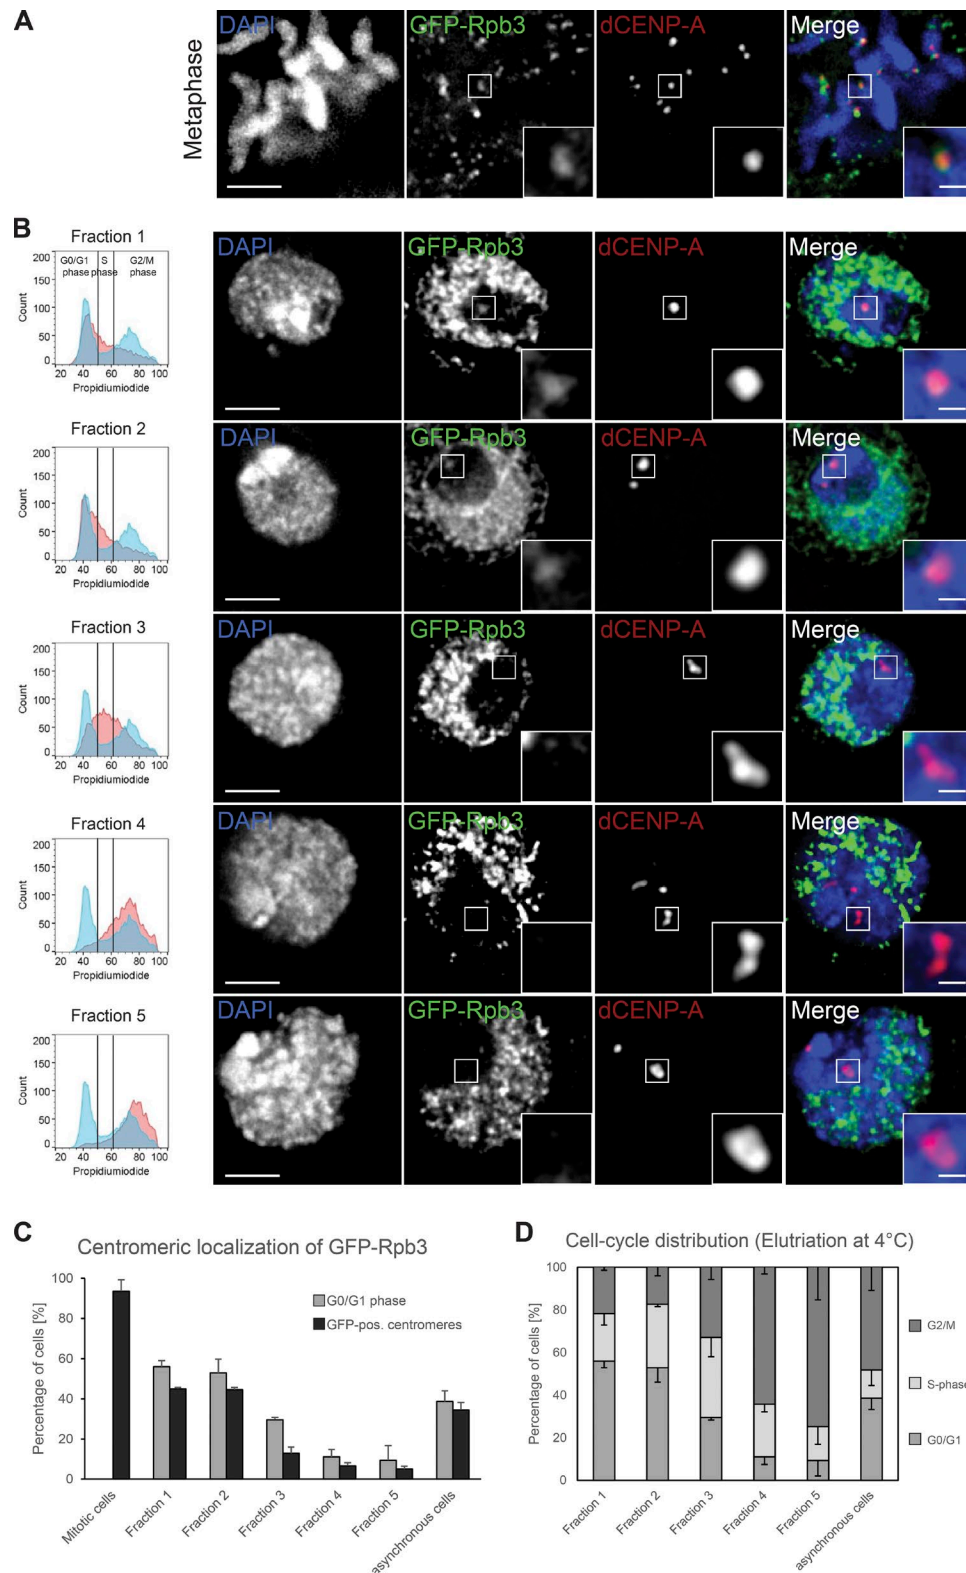 A
DAPI GFP-Rpb3 dCENP-A Merge
Metaphase
B
Fraction 1
G0/G1 phase S phase G2/M phase
200
150
100
50
0
Count
20 40 60 80 100
Propidiumiodide
DAPI GFP-Rpb3 dCENP-A Merge
Fraction 2
200
150
100
50
0
Count
20 40 60 80 100
Propidiumiodide
DAPI GFP-Rpb3 dCENP-A Merge
Fraction 3
200
150
100
50
0
Count
20 40 60 80 100
Propidiumiodide
DAPI GFP-Rpb3 dCENP-A Merge
Fraction 4
200
150
100
50
0
Count
20 40 60 80 100
Propidiumiodide
DAPI GFP-Rpb3 dCENP-A Merge
Fraction 5
200
150
100
50
0
Count
20 40 60 80 100
Propidiumiodide
DAPI GFP-Rpb3 dCENP-A Merge
C
Centromeric localization of GFP-Rpb3
Percentage of cells [%]
100
80
60
40
20
0
G0/G1 phase
GFP-pos. centromeres
Mitotic cells
Fraction 1
Fraction 2
Fraction 3
Fraction 4
Fraction 5
asynchronous cells
D
Cell-cycle distribution (Elutriation at 4°C)
Percentage of cells [%]
100
80
60
40
20
0
G2/M
S-phase
G0/G1
Fraction 1
Fraction 2
Fraction 3
Fraction 4
Fraction 5
asynchronous cells